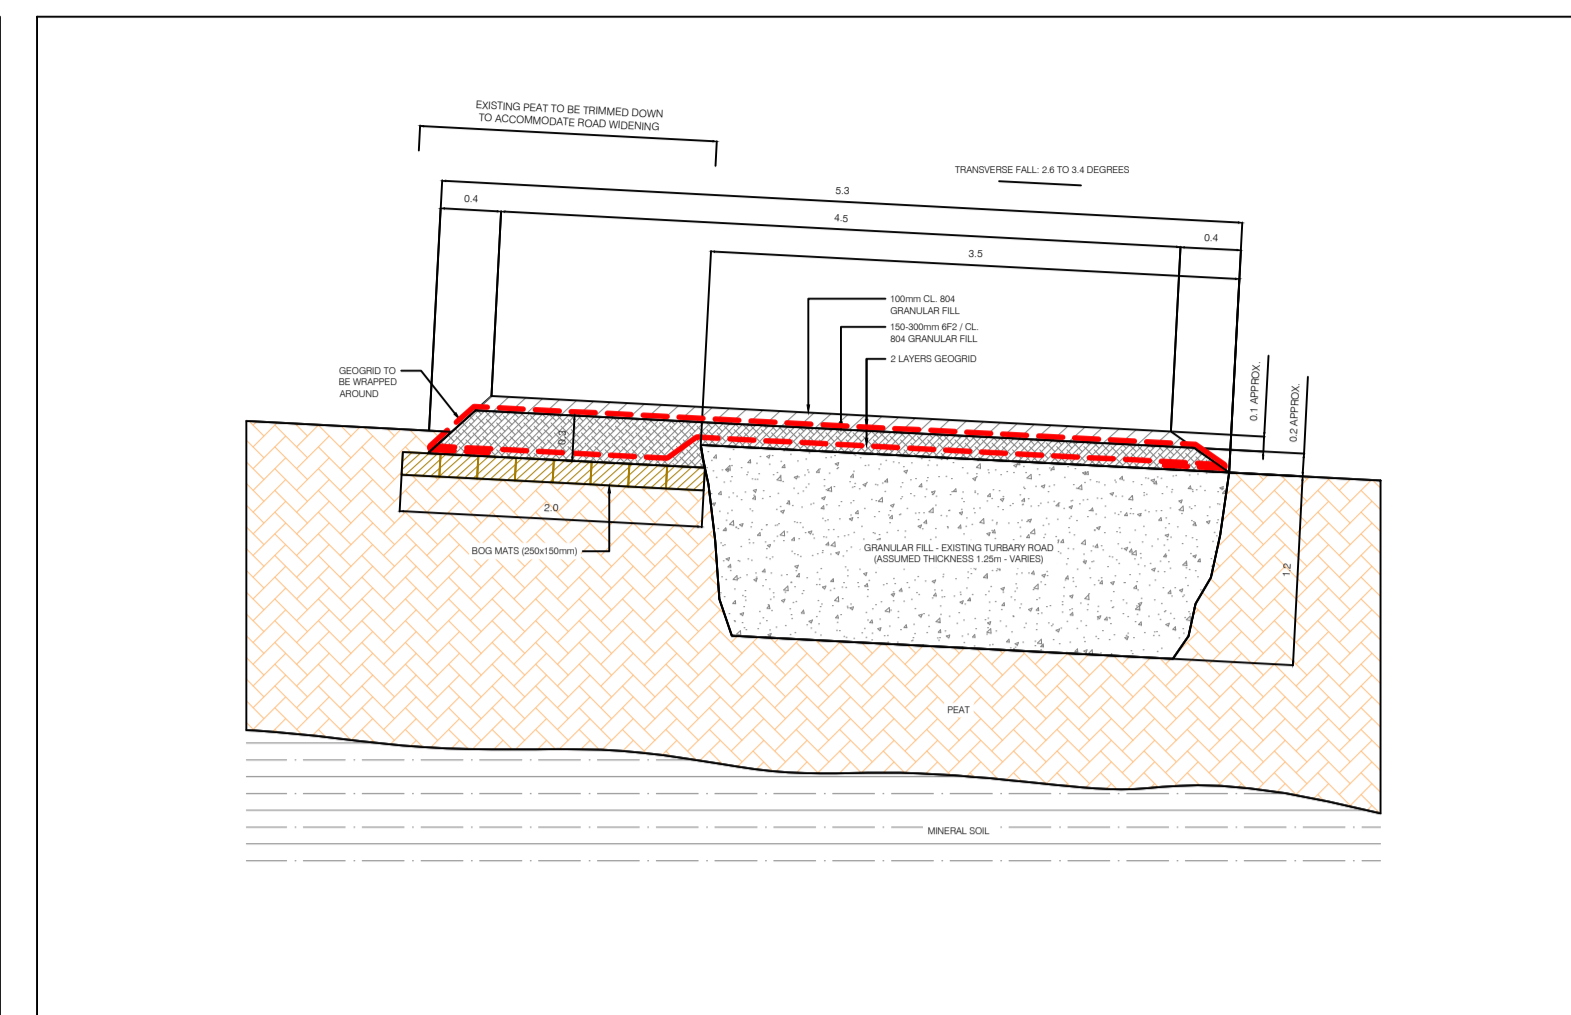 EXISTING PEAT TO BE TRIMMED DOWN
TO ACCOMMODATE ROAD WIDENING
TRANSVERSE FALL: 2.6 TO 3.4 DEGREES
5.3
0.4
4.5
0.4
3.5
100mm CL. 804
GRANULAR FILL
150-300mm 6F2 / CL.
804 GRANULAR FILL
2 LAYERS GEOGRID
GEOGRID TO
BE WRAPPED
AROUND
0.1 APPROX.
0.2 APPROX.
0.3
2.0
BOG MATS (250x150mm)
GRANULAR FILL - EXISTING TURBARY ROAD
(ASSUMED THICKNESS 1.25m - VARIES)
1.2
PEAT
MINERAL SOIL